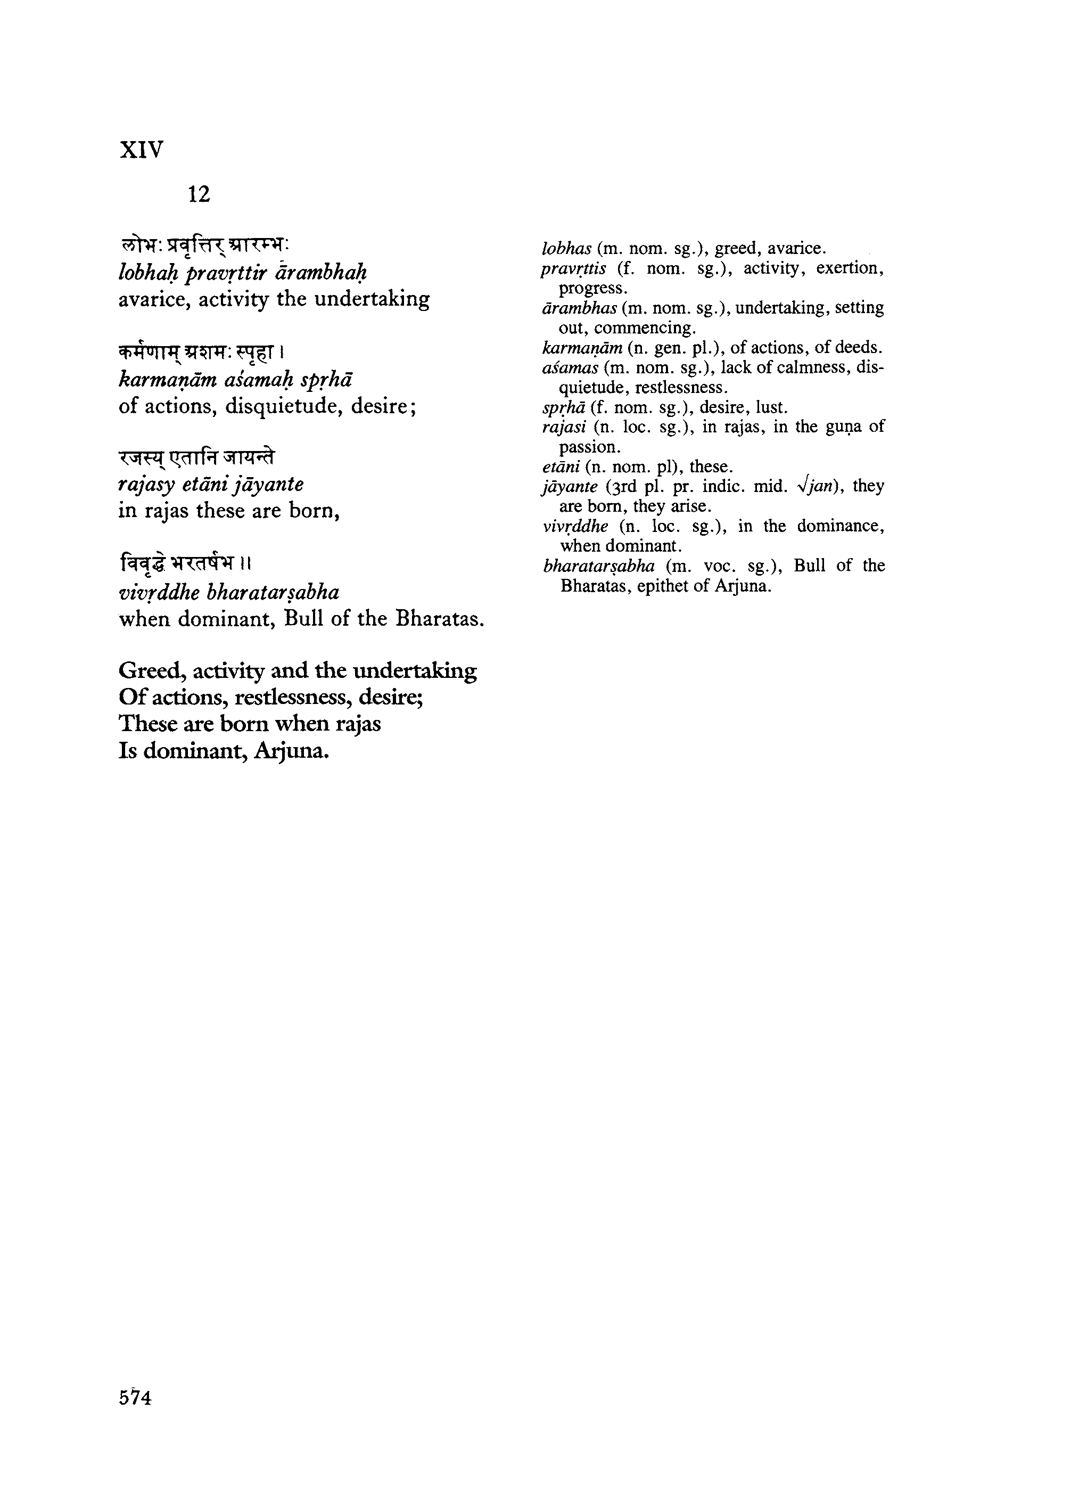 XIV
12
लोभः प्रवृत्तिर् आरम्भः
lobhaḥ pravṛttir ārambhaḥ
avarice, activity the undertaking
कर्मणाम् अशमः स्पृहा ।
karmaṇām aśamaḥ spṛhā
of actions, disquietude, desire;
रजस्य् एतानि जायन्ते
rajasy etāni jāyante
in rajas these are born,
विवृद्धे भरतर्षभ ॥
vivṛddhe bharatarṣabha
when dominant, Bull of the Bharatas.
Greed, activity and the undertaking
Of actions, restlessness, desire;
These are born when rajas
Is dominant, Arjuna.
lobhas (m. nom. sg.), greed, avarice.
pravṛttis (f. nom. sg.), activity, exertion,
progress.
ārambhas (m. nom. sg.), undertaking, setting
out, commencing.
karmaṇām (n. gen. pl.), of actions, of deeds.
aśamas (m. nom. sg.), lack of calmness, dis-
quietude, restlessness.
spṛhā (f. nom. sg.), desire, lust.
rajasi (n. loc. sg.), in rajas, in the guṇa of
passion.
etāni (n. nom. pl), these.
jāyante (3rd pl. pr. indic. mid. √jan), they
are born, they arise.
vivṛddhe (n. loc. sg.), in the dominance,
when dominant.
bharatarṣabha (m. voc. sg.), Bull of the
Bharatas, epithet of Arjuna.
574